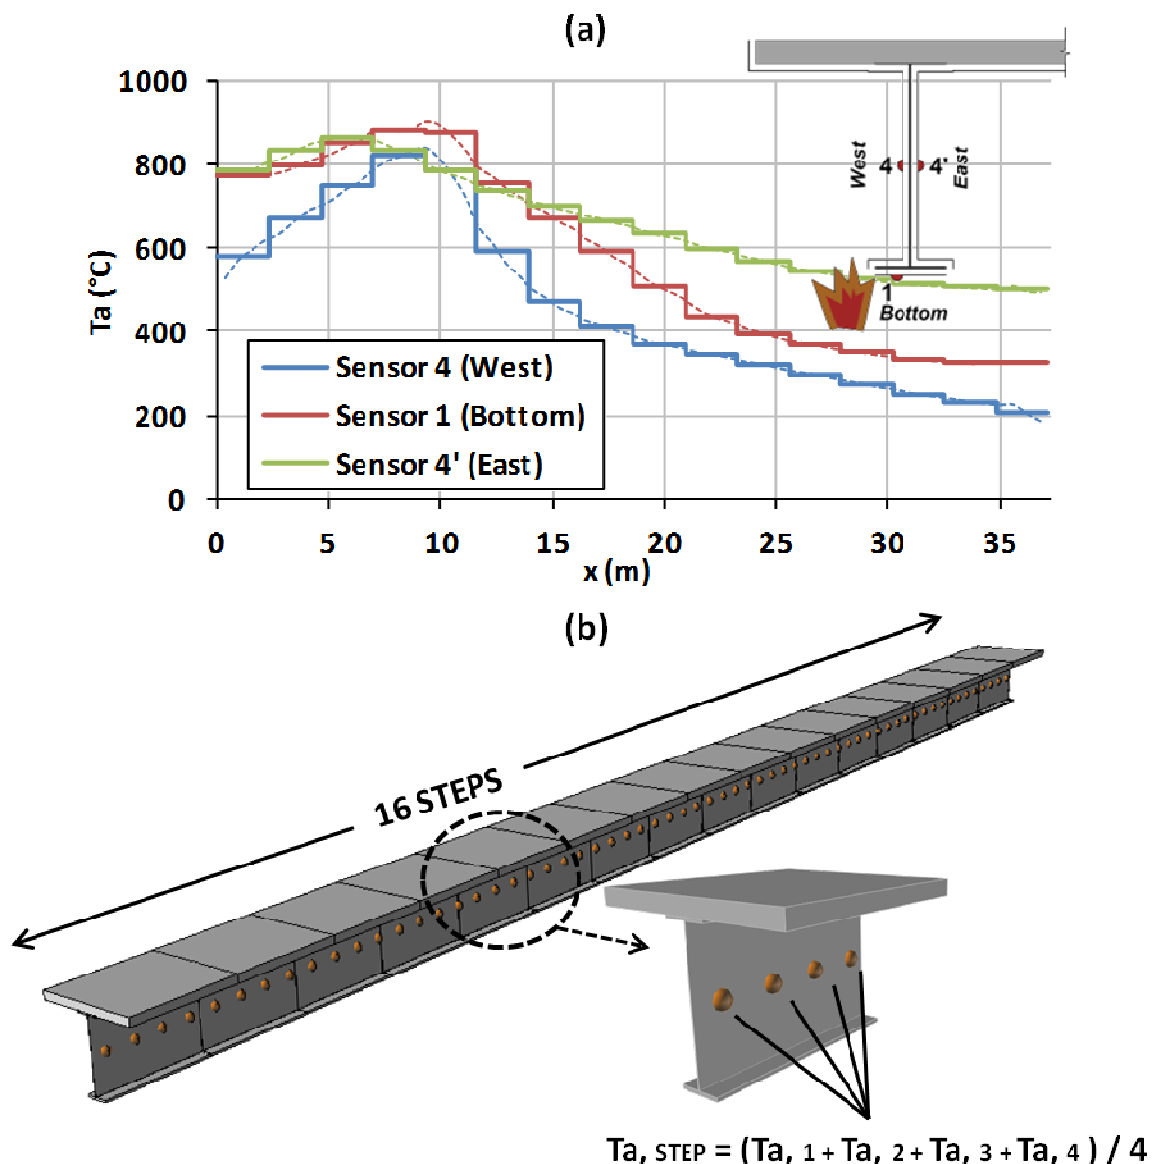 (a)
1000
800
600
400
200
0
Ta (°C)
West
4
4'
East
1
Bottom
Sensor 4 (West)
Sensor 1 (Bottom)
Sensor 4' (East)
0 5 10 15 20 25 30 35
x (m)
(b)
16 STEPS
Ta, STEP = (Ta, 1 + Ta, 2 + Ta, 3 + Ta, 4 ) / 4